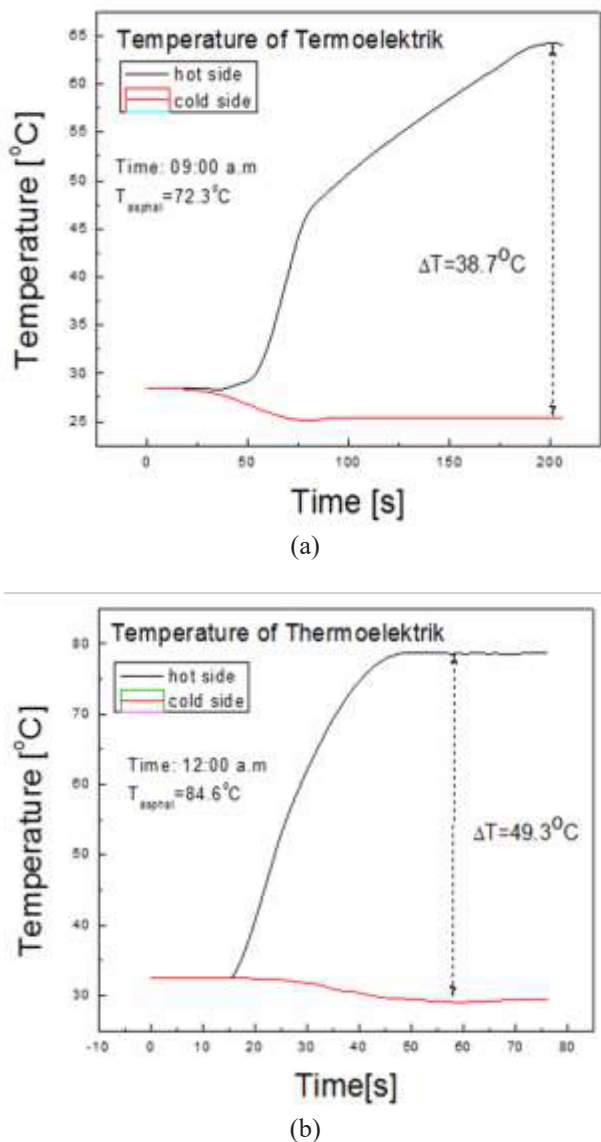 Temperature of Termoelektrik
hot side
cold side
Time: 09:00 a.m
T asphal=72.3°C
ΔT=38.7°C
Temperature [°C]
65
60
55
50
45
40
35
30
25
0
50
100
150
200
Time [s]
(a)
Temperature of Thermoelektrik
hot side
cold side
Time: 12:00 a.m
T asphal=84.6°C
ΔT=49.3°C
Temperature [°C]
80
70
60
50
40
30
-10
0
10
20
30
40
50
60
70
80
Time[s]
(b)